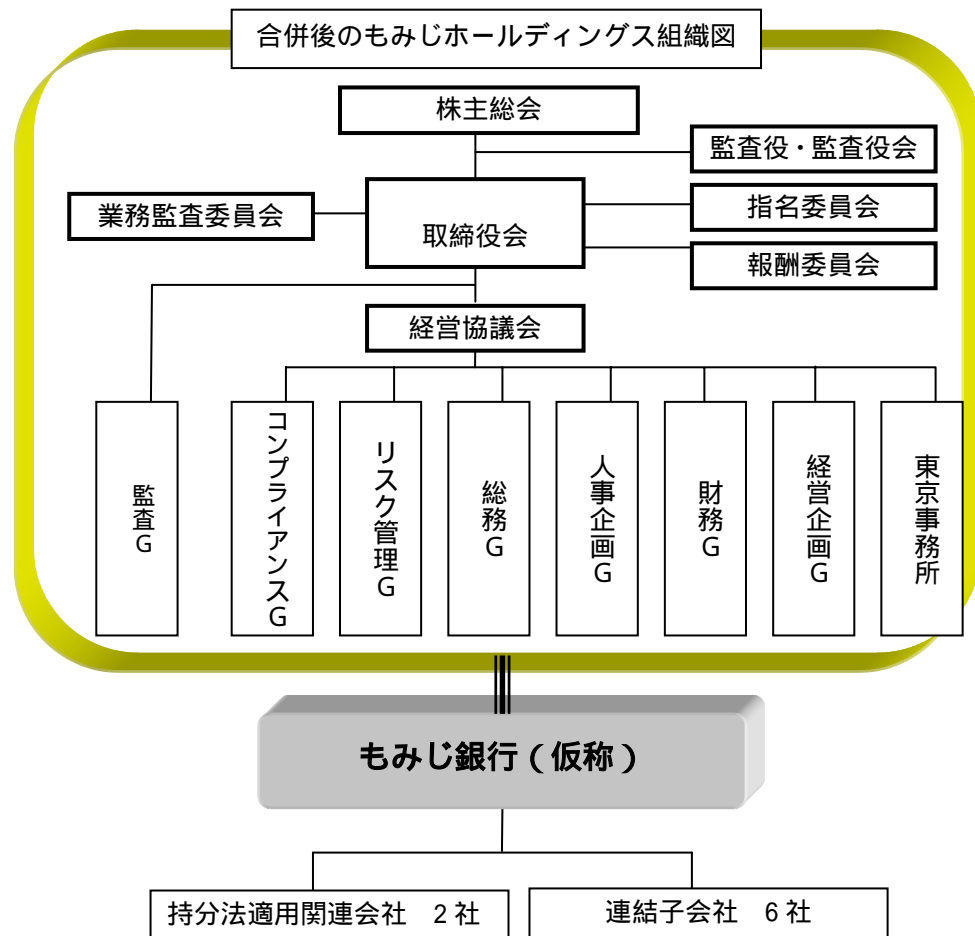 合併後のもみじホールディングス組織図
株主総会
監査役・監査役会
業務監査委員会
取締役会
指名委員会
報酬委員会
経営協議会
監査G
コンプライアンスG
リスク管理G
総務G
人事企画G
財務G
経営企画G
東京事務所
もみじ銀行（仮称）
持分法適用関連会社　2社
連結子会社　6社